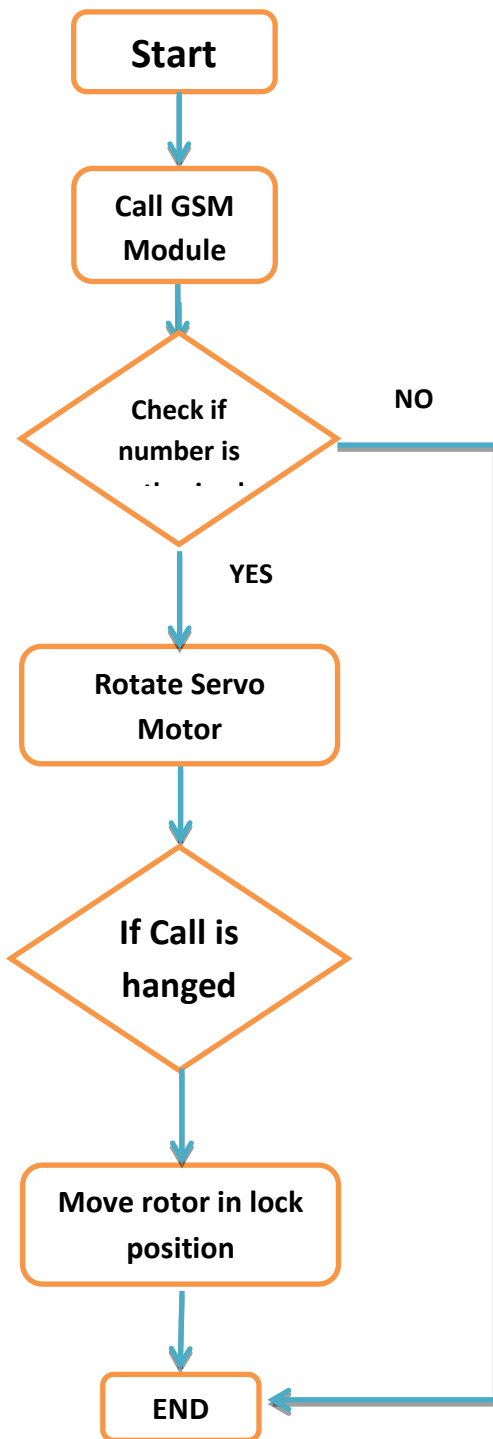 Start
Call GSM
Module
Check if
number is
NO
YES
Rotate Servo
Motor
If Call is
hanged
Move rotor in lock
position
END